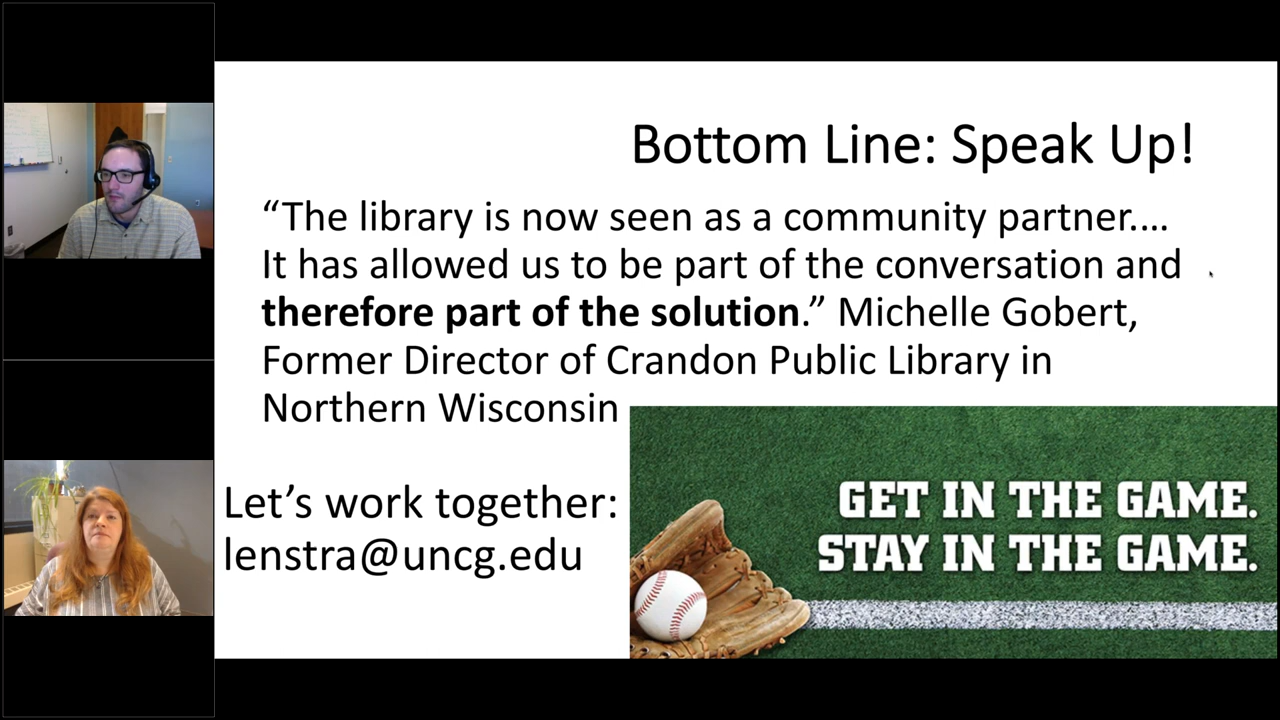 Bottom Line: Speak Up!
“The library is now seen as a community partner.…
It has allowed us to be part of the conversation and
therefore part of the solution.” Michelle Gobert,
Former Director of Crandon Public Library in
Northern Wisconsin
Let’s work together:
lenstra@uncg.edu
GET IN THE GAME.
STAY IN THE GAME.